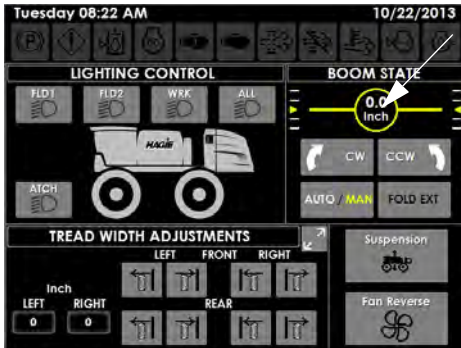 Tuesday 08:22 AM 10/22/2013
(P)
LIGHTING CONTROL
FLD1 FLD2 WRK ALL
HAGIE
ATCH
BOOM STATE
0.0
Inch
CW CCW
AUTO / MAN FOLD EXT
TREAD WIDTH ADJUSTMENTS
LEFT FRONT RIGHT
Inch
LEFT RIGHT
REAR
0 0
Suspension
Fan Reverse